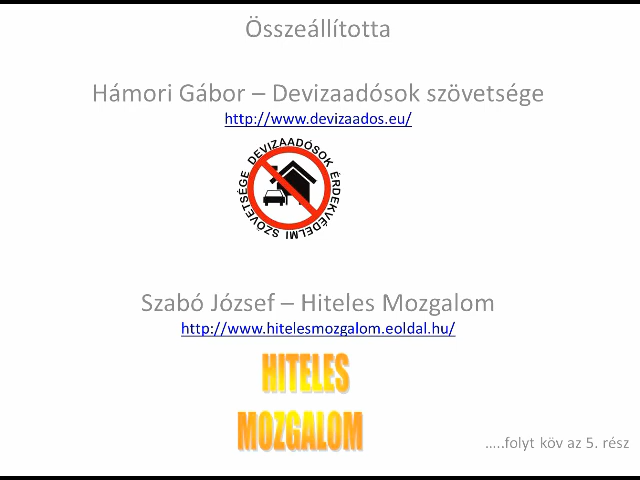 Összeállította
Hámori Gábor – Devizaadósok szövetsége
http://www.devizaados.eu/
DEVIZAADÓSOK ÉRDEKVÉDELMI SZÖVETSÉGE
Szabó József – Hiteles Mozgalom
http://www.hitelesmozgalom.eoldal.hu/
HITELES
MOZGALOM
…..folyt köv az 5. rész